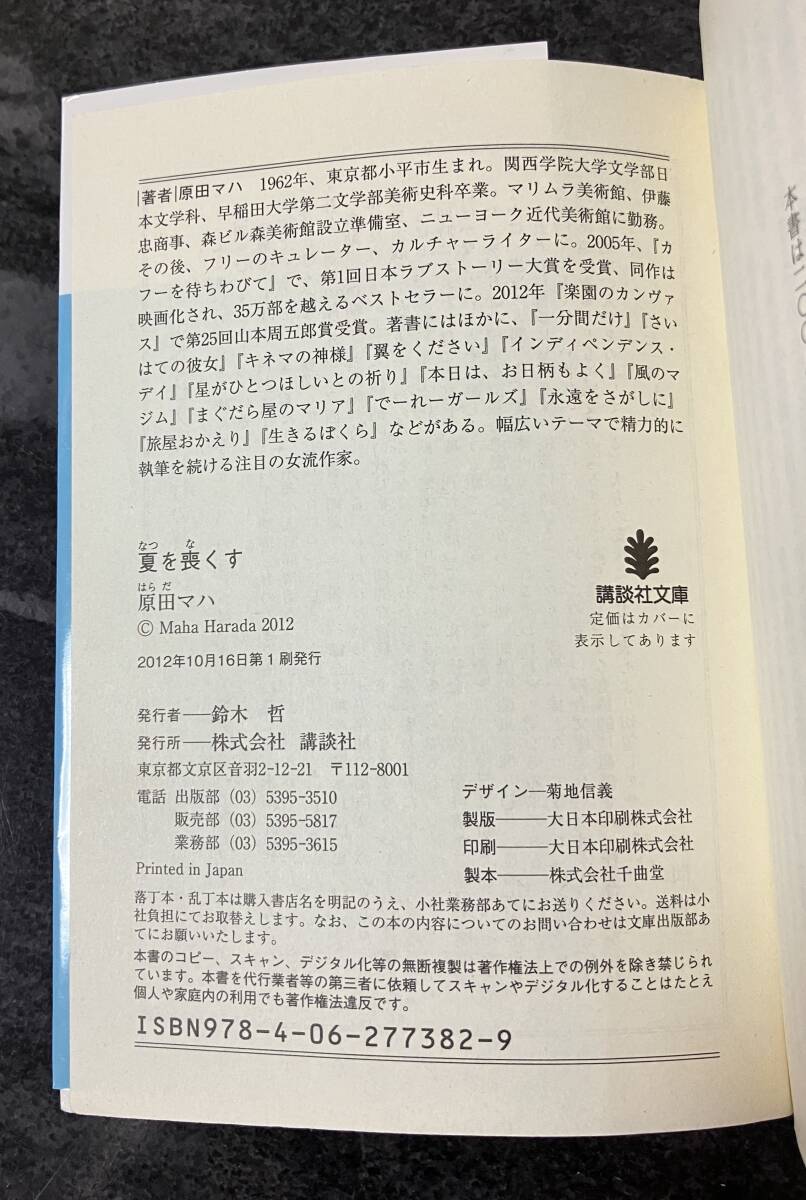 |著者|原田マハ　1962年、東京都小平市生まれ。関西学院大学文学部日
本文学科、早稲田大学第二文学部美術史科卒業。マリムラ美術館、伊藤
忠商事、森ビル森美術館設立準備室、ニューヨーク近代美術館に勤務。
その後、フリーのキュレーター、カルチャーライターに。2005年、『カ
フーを待ちわびて』で、第1回日本ラブストーリー大賞を受賞、同作は
映画化され、35万部を越えるベストセラーに。2012年『楽園のカンヴァ
ス』で第25回山本周五郎賞受賞。著書にはほかに、『一分間だけ』『さい
はての彼女』『キネマの神様』『翼をください』『インディペンデンス・
デイ』『星がひとつほしいとの祈り』『本日は、お日柄もよく』『風のマ
ジム』『まぐだら屋のマリア』『でーれーガールズ』『永遠をさがしに』
『旅屋おかえり』『生きるぼくら』などがある。幅広いテーマで精力的に
執筆を続ける注目の女流作家。
なつ な
夏を喪くす
はら だ
原田マハ
© Maha Harada 2012
2012年10月16日第1刷発行
講談社文庫
定価はカバーに
表示してあります
発行者――鈴木　哲
発行所――株式会社 講談社
東京都文京区音羽2-12-21　〒112-8001
電話 出版部 (03) 5395-3510
販売部 (03) 5395-5817
業務部 (03) 5395-3615
Printed in Japan
デザイン―菊地信義
製版――――大日本印刷株式会社
印刷――――大日本印刷株式会社
製本――――株式会社千曲堂
落丁本・乱丁本は購入書店名を明記のうえ、小社業務部あてにお送りください。送料は小
社負担にてお取替えします。なお、この本の内容についてのお問い合わせは文庫出版部あ
てにお願いいたします。
本書のコピー、スキャン、デジタル化等の無断複製は著作権法上での例外を除き禁じられ
ています。本書を代行業者等の第三者に依頼してスキャンやデジタル化することはたとえ
個人や家庭内の利用でも著作権法違反です。
ISBN978-4-06-277382-9
本書は二〇〇